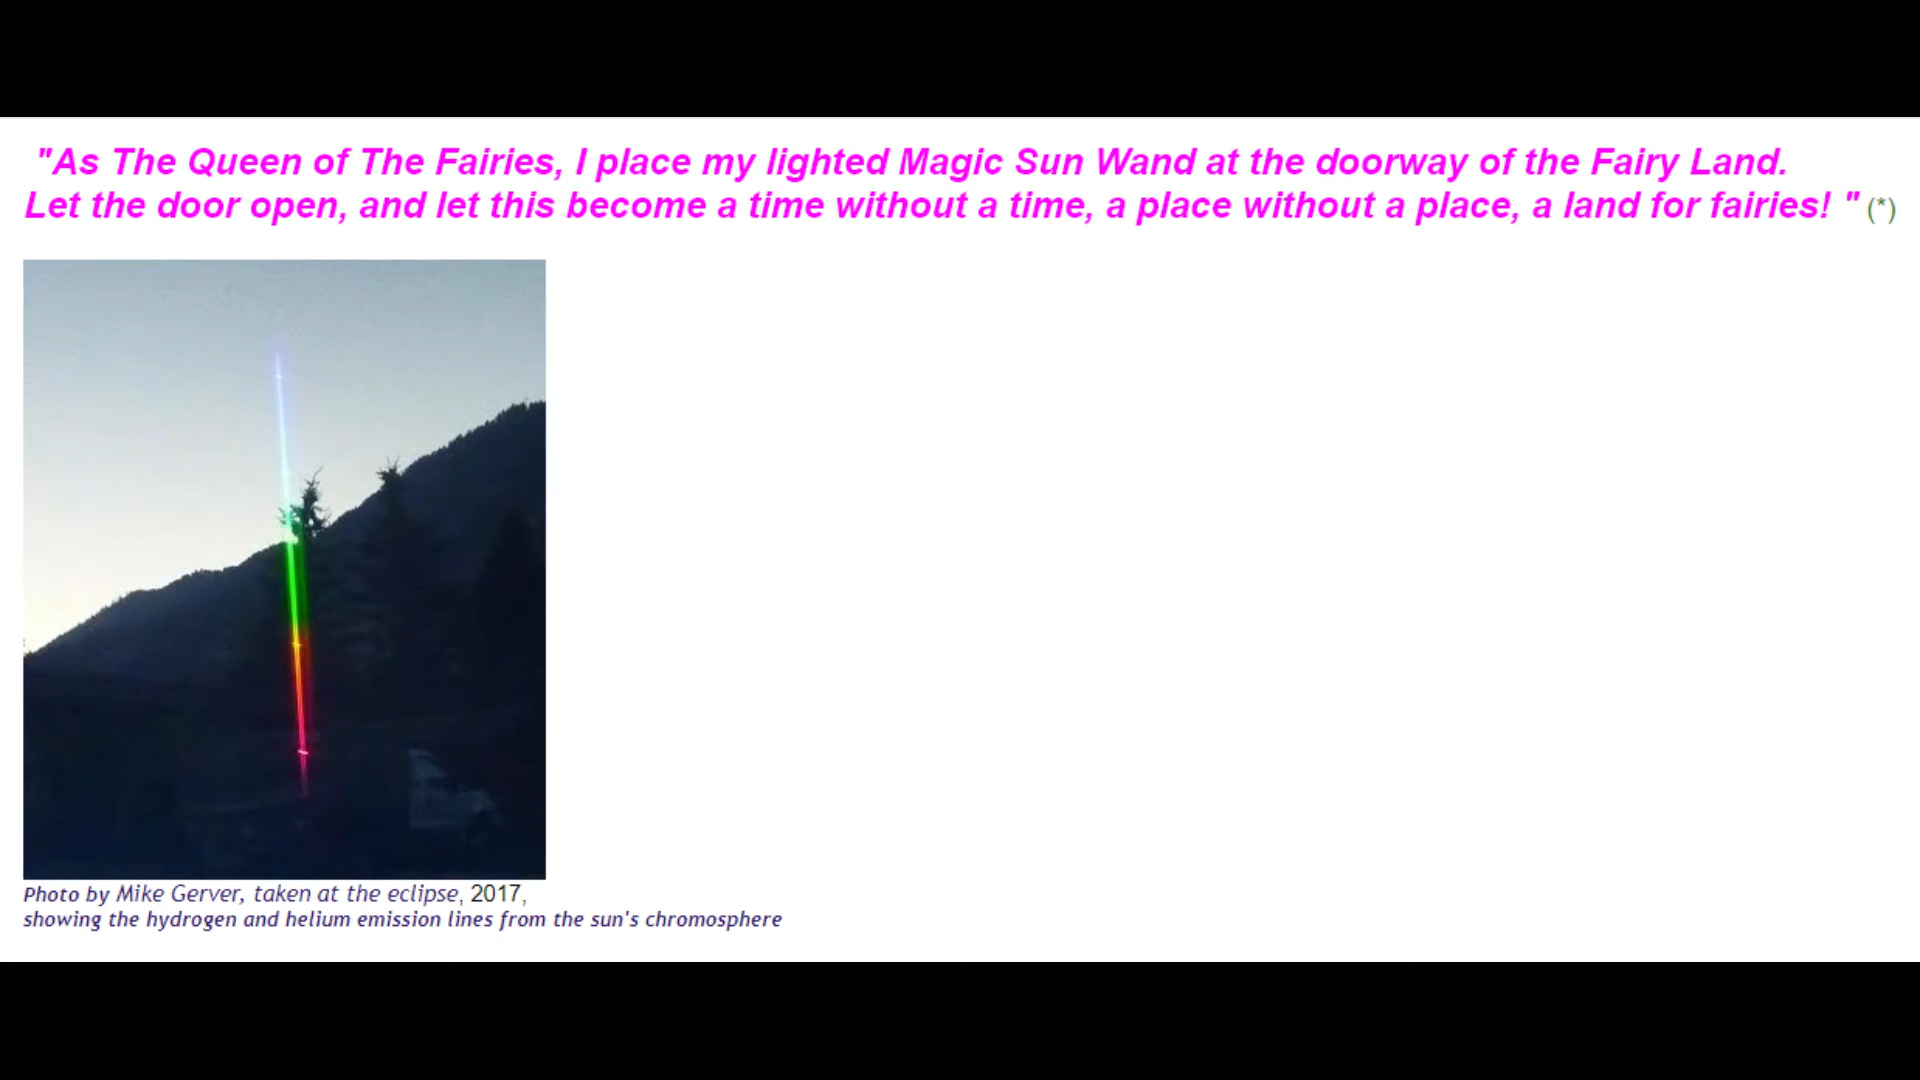 "As The Queen of The Fairies, I place my lighted Magic Sun Wand at the doorway of the Fairy Land.
Let the door open, and let this become a time without a time, a place without a place, a land for fairies! " (*)
Photo by Mike Gerver, taken at the eclipse, 2017,
showing the hydrogen and helium emission lines from the sun's chromosphere